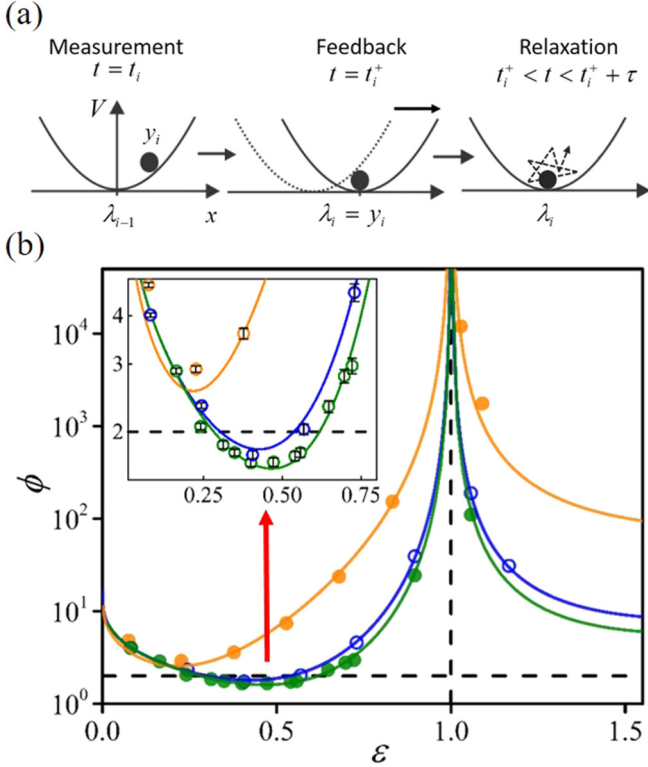 (a)
Measurement Feedback Relaxation
t = t_i t = t_i^+ t_i^+ < t < t_i^+ + τ
V y_i
λ_{i−1} x λ_i = y_i λ_i
(b)
4
3
2
0.25 0.50 0.75
10^4
10^3
10^2
10^1
10^0
ϕ
0.0 0.5 1.0 1.5
ε